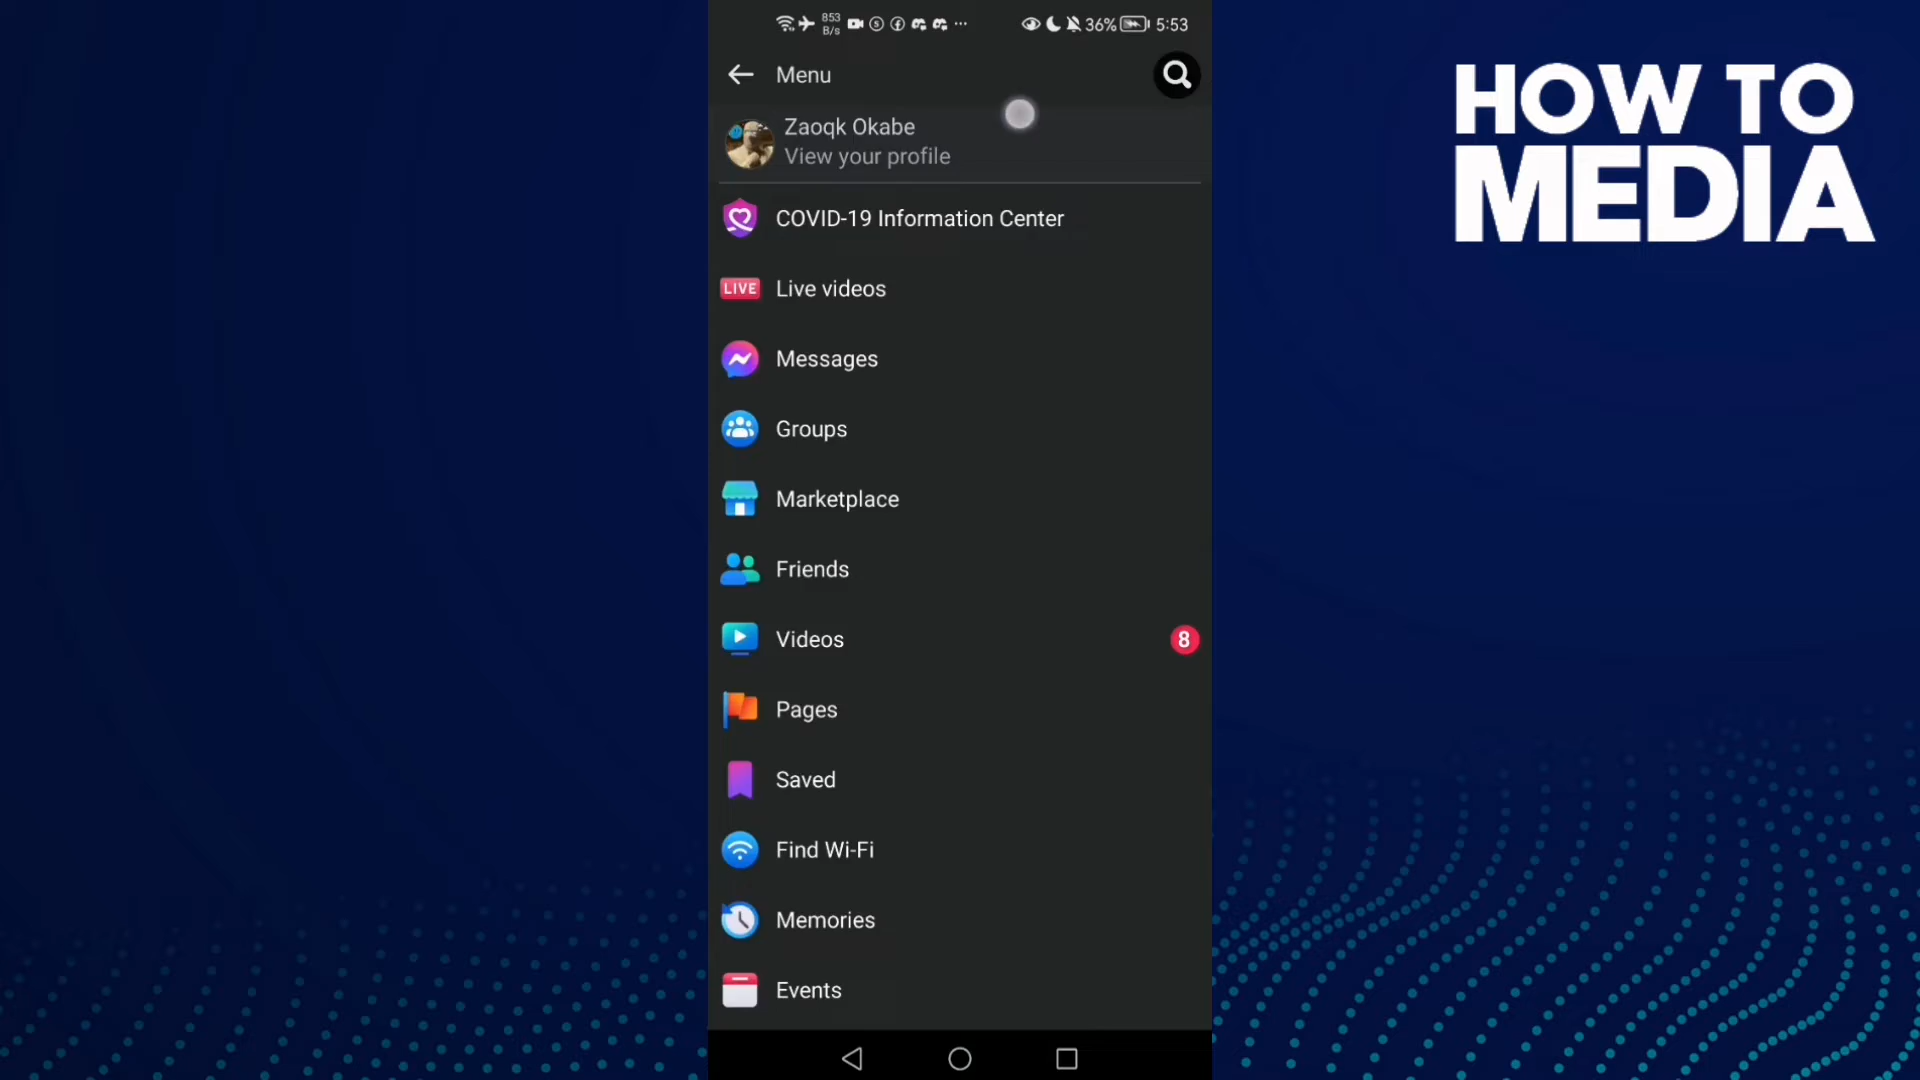 853
B/s
36%
5:53
Menu
HOW TO
MEDIA
Zaoqk Okabe
View your profile
COVID-19 Information Center
LIVE Live videos
Messages
Groups
Marketplace
Friends
Videos
8
Pages
Saved
Find Wi-Fi
Memories
Events